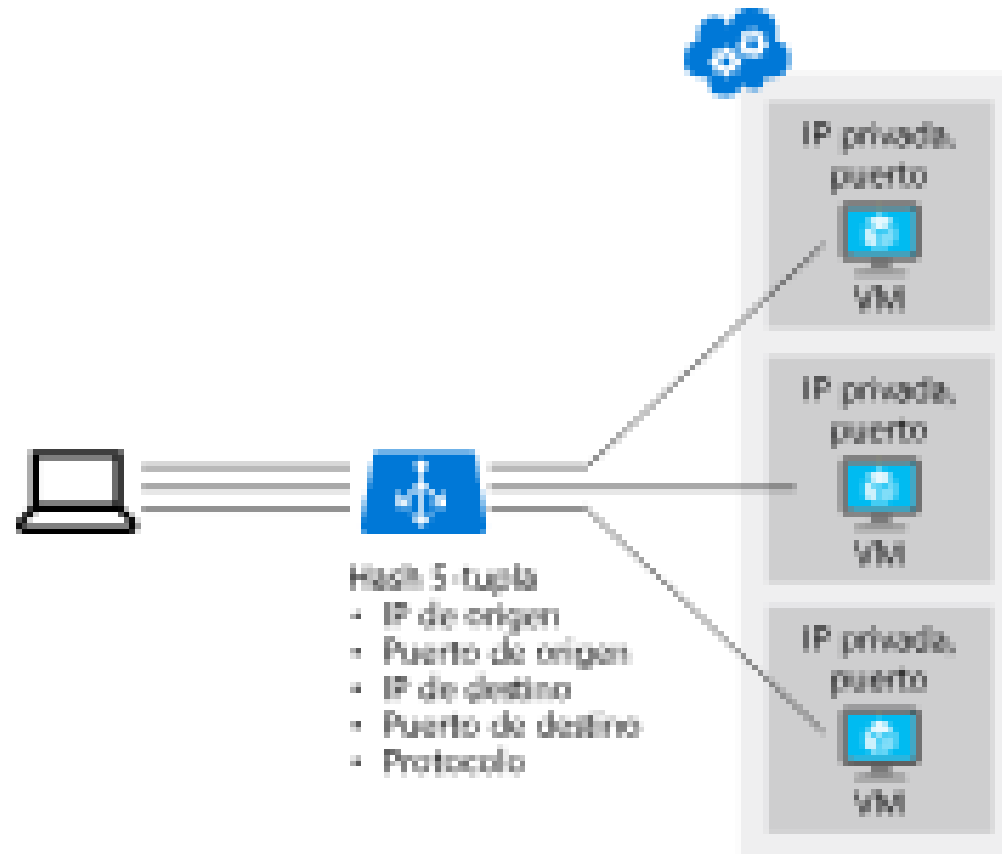 IP privada,
puerto
VM
IP privada,
puerto
VM
Hash 5-tupla
• IP de origen
• Puerto de origen
• IP de destino
• Puerto de destino
• Protocolo
IP privada,
puerto
VM